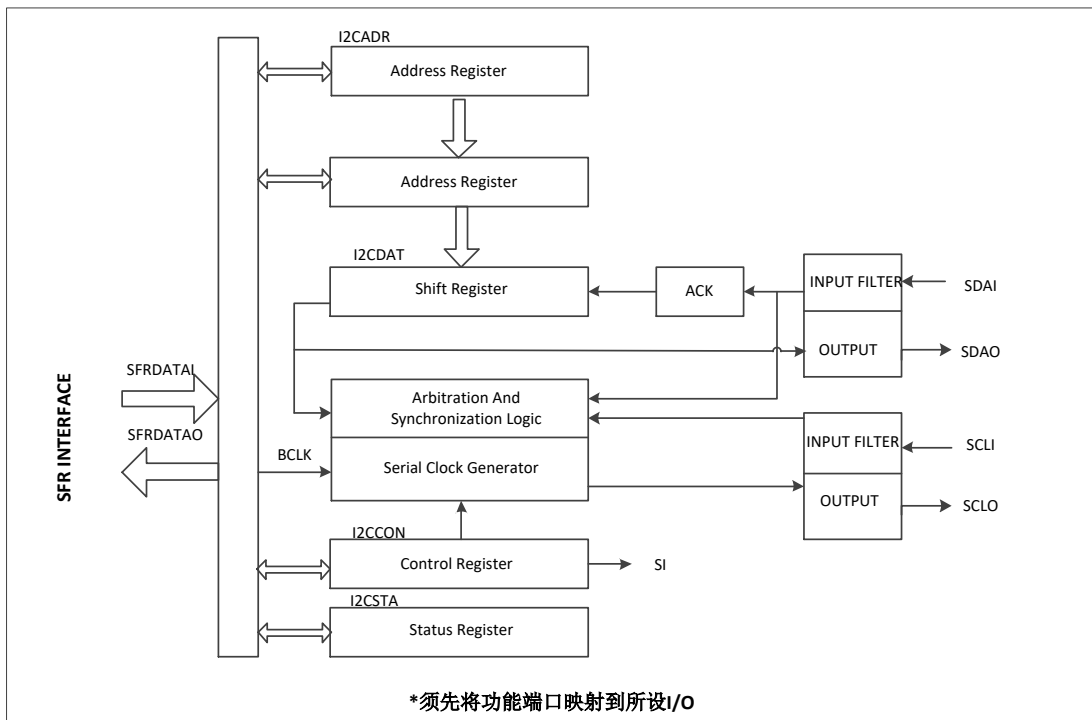 I2CADR
Address Register
Address Register
I2CDAT
Shift Register
ACK
INPUT FILTER
SDAI
OUTPUT
SDAO
SFR INTERFACE
SFRDATAI
SFRDATAO
BCLK
Arbitration And
Synchronization Logic
Serial Clock Generator
INPUT FILTER
SCLI
OUTPUT
SCLO
I2CCON
Control Register
SI
I2CSTA
Status Register
*须先将功能端口映射到所设I/O